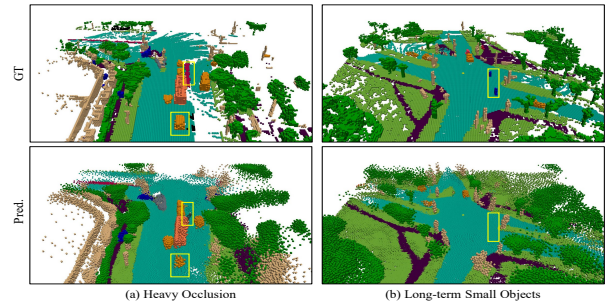 GT
Pred.
(a) Heavy Occlusion
(b) Long-term Small Objects